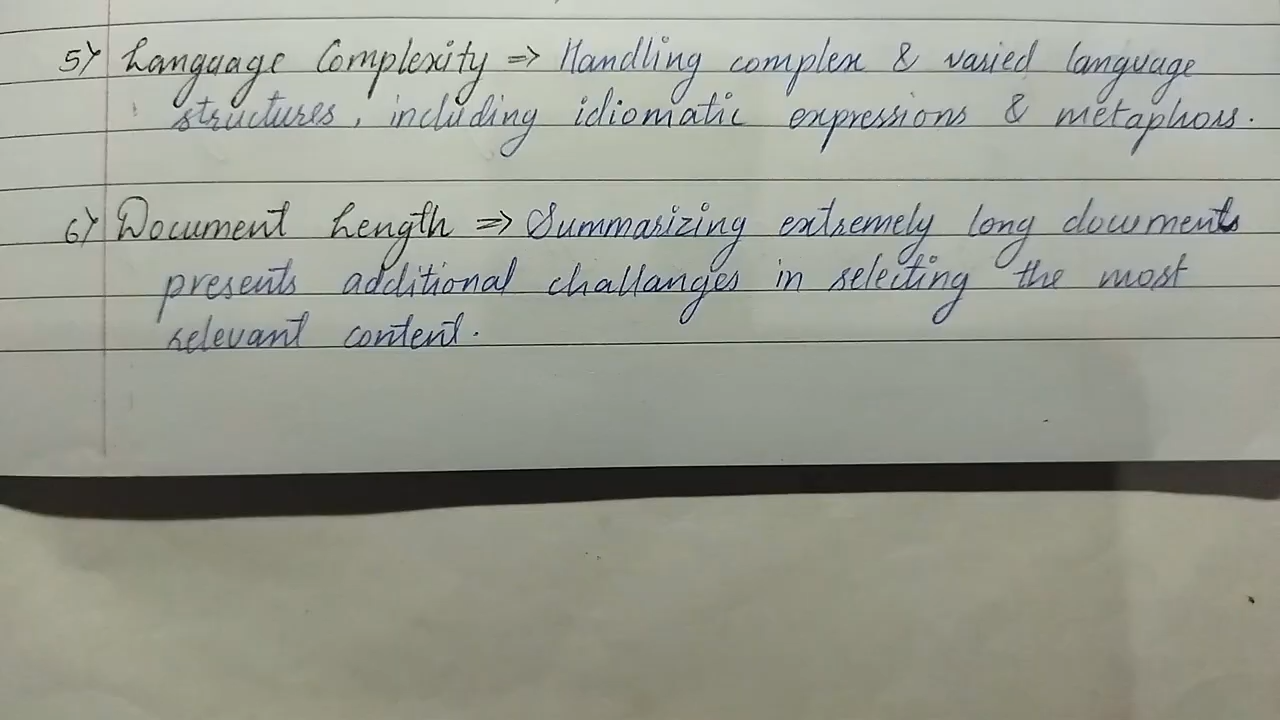 5) Language Complexity => Handling complex & varied language
structures, including idiomatic expressions & metaphors.
6) Document Length => Summarizing extremely long documents
presents additional challanges in selecting the most
relevant content.